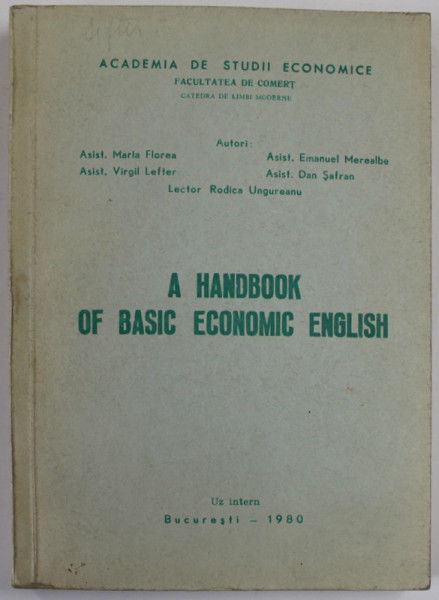 ACADEMIA DE STUDII ECONOMICE
FACULTATEA DE COMERŢ
CATEDRA DE LIMBI MODERNE
Autori:
Asist. Maria Florea
Asist. Emanuel Merealbe
Asist. Virgil Lefter
Asist. Dan Şafran
Lector Rodica Ungureanu
A HANDBOOK
OF BASIC ECONOMIC ENGLISH
Uz intern
Bucureşti – 1980